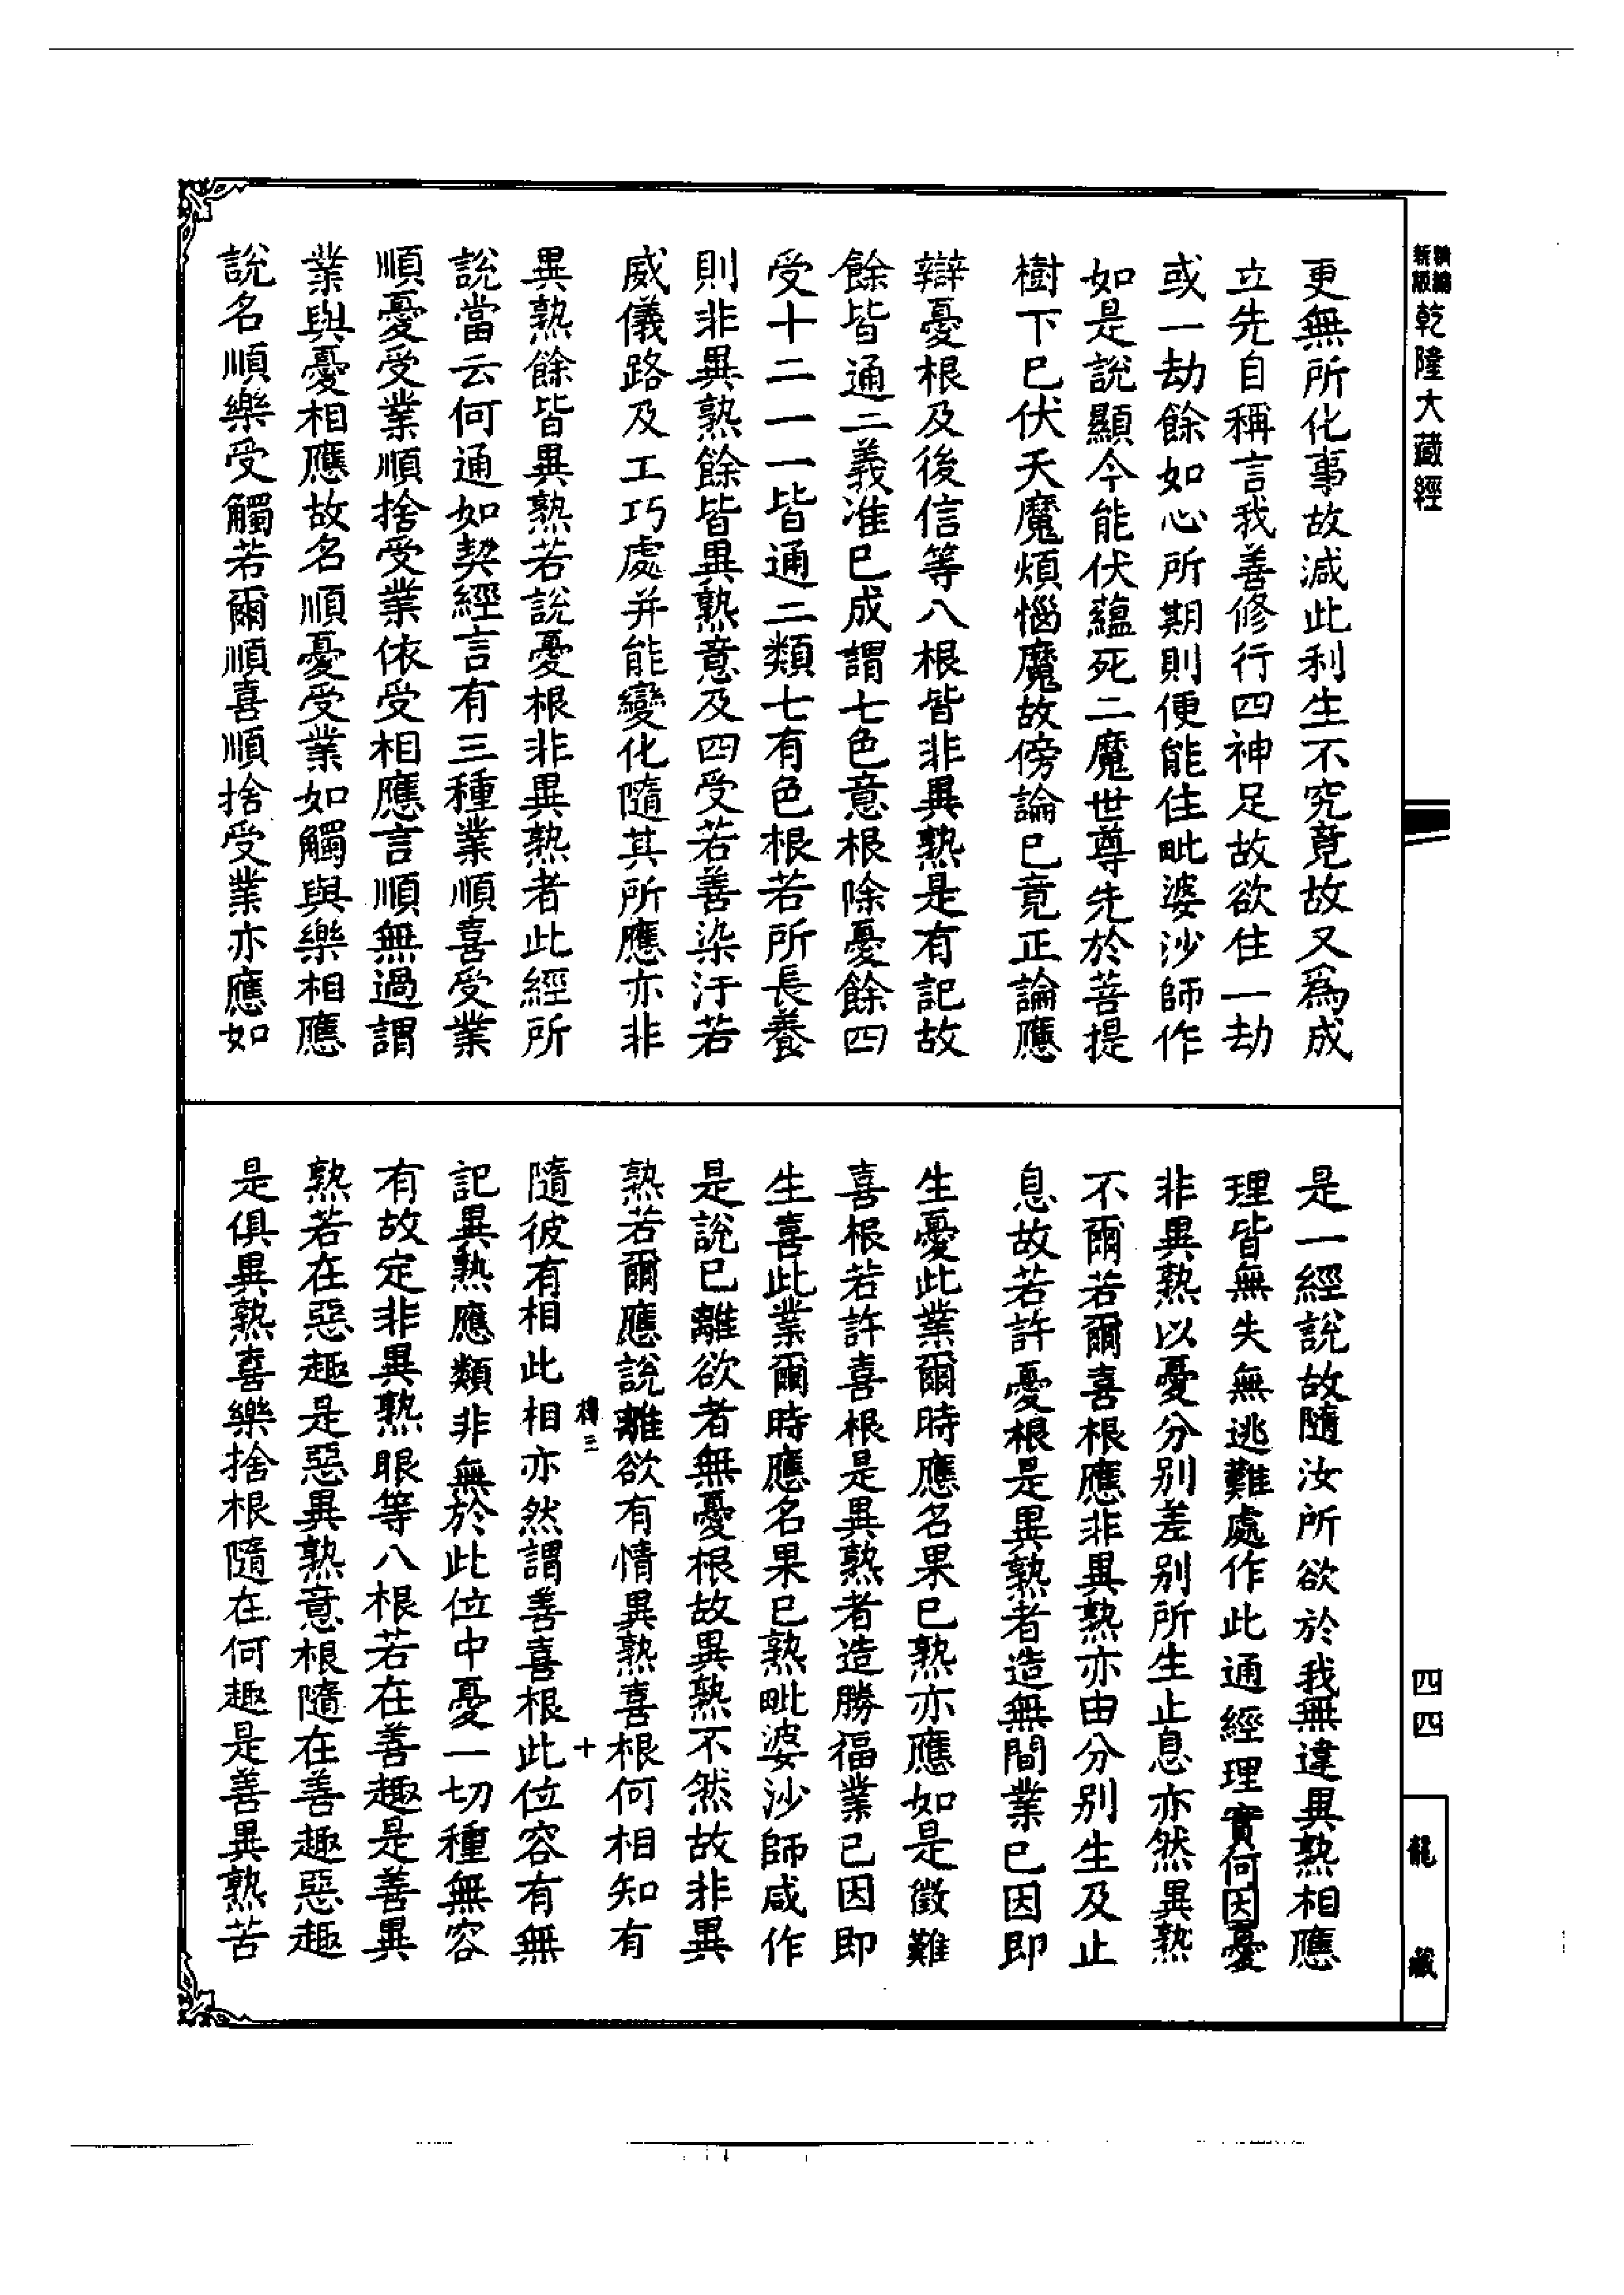 新版精編
乾隆大藏經
更無所化事故減此利生不究竟故又爲成
立先自稱言我善修行四神足故欲住一劫
或一劫餘如心所期則便能住毗婆沙師作
如是說顯今能伏蘊死二魔世尊先於菩提
樹下已伏天魔煩惱魔故傍論已竟正論應
辯憂根及後信等八根皆非異熟是有記故
餘皆通二義准已成謂七色意根除憂餘四
受十二一一皆通二類七有色根若所長養
則非異熟餘皆異熟意及四受若善染汙若
威儀路及工巧處并能變化隨其所應亦非
異熟餘皆異熟若說憂根非異熟者此經所
說當云何通如契經言有三種業順喜受業
順憂受業順捨受業依受相應言順無過謂
業與憂相應故名順憂受業如觸與樂相應
說名順樂受觸若爾順喜順捨受業亦應如
是一經說故隨汝所欲於我無違異熟相應
理皆無失無逃難處作此通經理實何因憂
非異熟以憂分別差別所生止息亦然異熟
不爾若爾喜根應非異熟亦由分別生及止
息故若許憂根是異熟者造無間業已因即
生憂此業爾時應名果已熟亦應如是徵難
喜根若許喜根是異熟者造勝福業已因即
生喜此業爾時應名果已熟毗婆沙師咸作
是說已離欲者無憂根故異熟不然故非異
熟若爾應說離欲有情異熟喜根何相知有
十
隨彼有相此相亦然謂善喜根此位容有無
記異熟應類非無於此位中憂一切種無容
有故定非異熟眼等八根若在善趣是善異
熟若在惡趣是惡異熟意根隨在善趣惡趣
是俱異熟喜樂捨根隨在何趣是善異熟苦
四四
龍藏